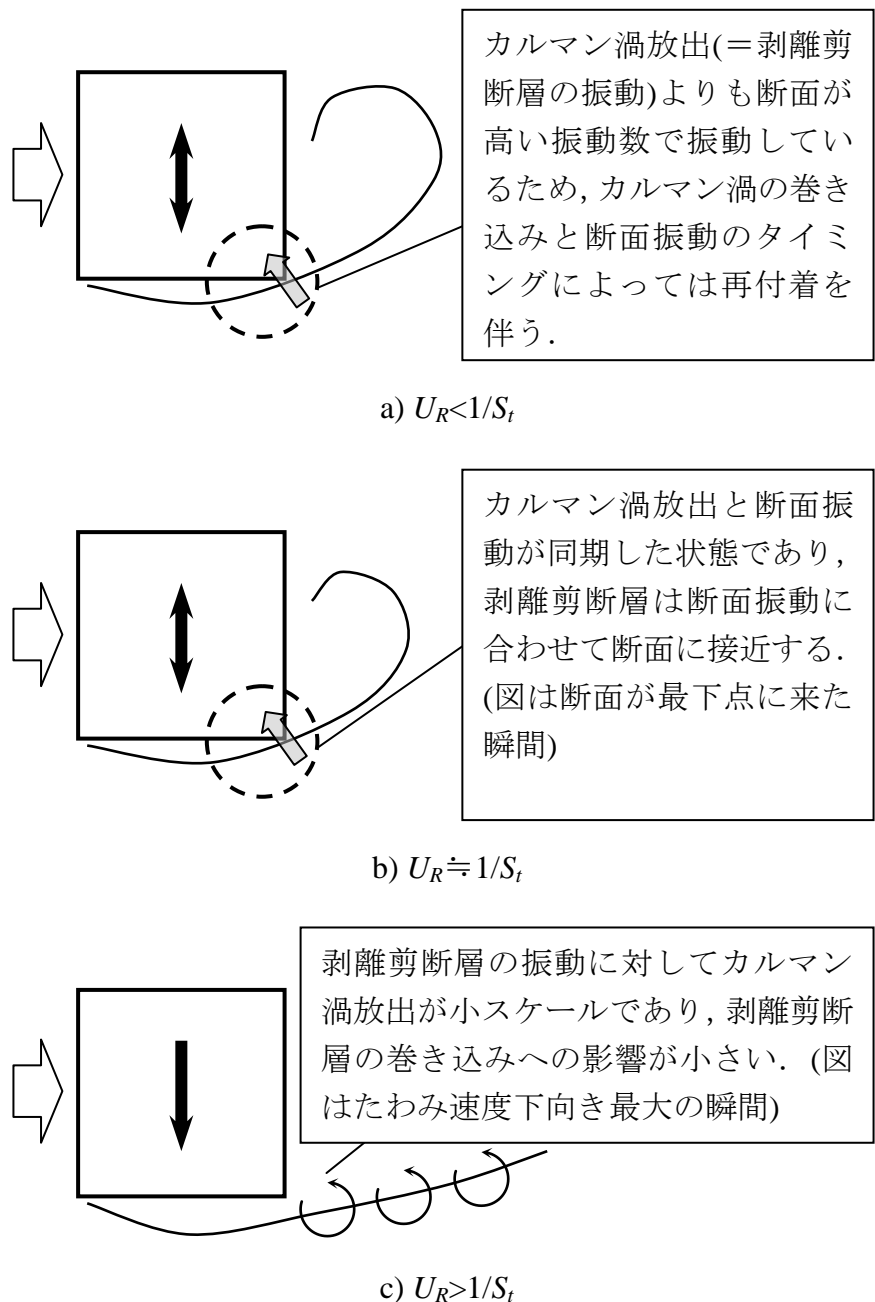 カルマン渦放出(=剥離剪
断層の振動)よりも断面が
高い振動数で振動してい
るため,カルマン渦の巻き
込みと断面振動のタイミ
ングによっては再付着を
伴う.
a) U_R<1/S_t
カルマン渦放出と断面振
動が同期した状態であり,
剥離剪断層は断面振動に
合わせて断面に接近する.
(図は断面が最下点に来た
瞬間)
b) U_R≒1/S_t
剥離剪断層の振動に対してカルマン
渦放出が小スケールであり,剥離剪断
層の巻き込みへの影響が小さい. (図
はたわみ速度下向き最大の瞬間)
c) U_R>1/S_t